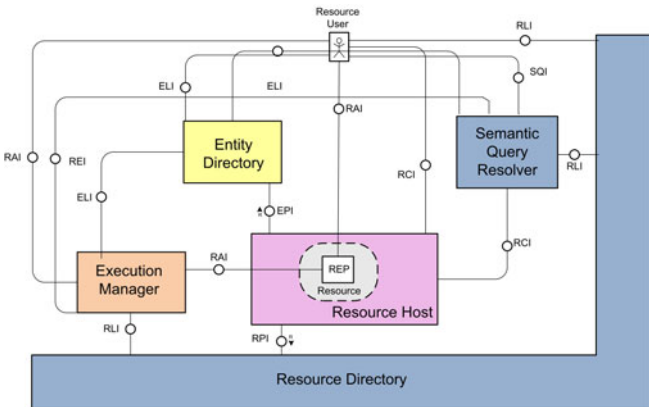 Resource
User
RLI
SQI
ELI
ELI
RAI
Entity
Directory
Semantic
Query
Resolver
RAI
REI
RCI
RLI
ELI
R
EPI
RCI
Execution
Manager
RAI
REP
Resource
Resource Host
RLI
RPI
R
Resource Directory